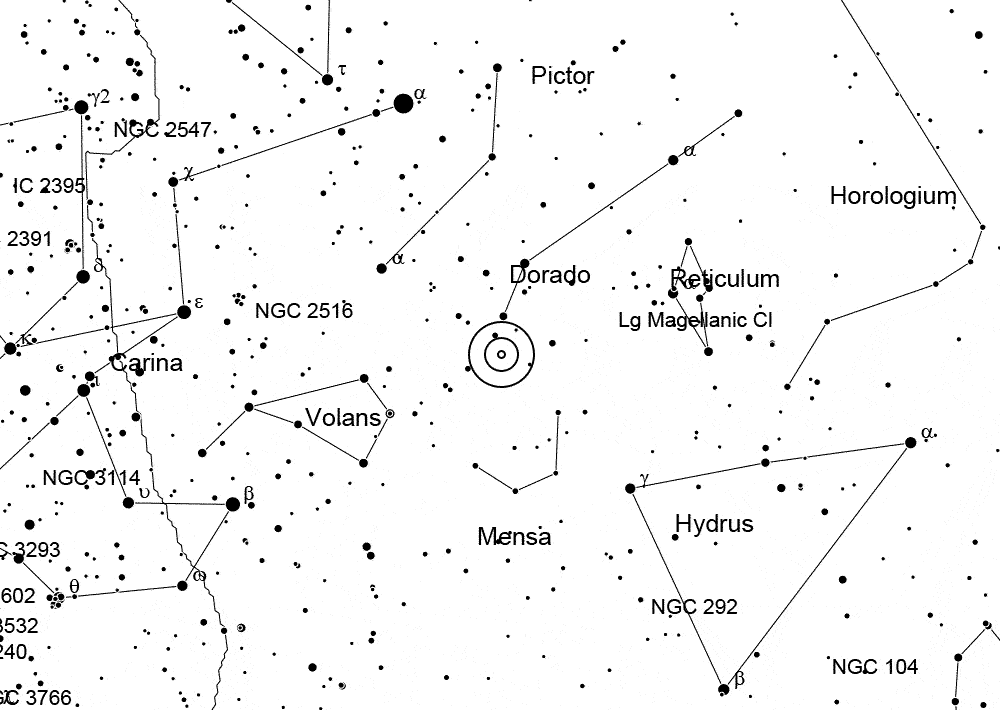 τ
Pictor
α
γ2
NGC 2547
α
χ
IC 2395
Horologium
2391
δ
α
Dorado
Reticulum
α
ε
NGC 2516
Lg Magellanic Cl
κ
Carina
ι
Volans
α
NGC 3114
γ
υ
β
Hydrus
Mensa
C 3293
ω
θ
602
NGC 292
3532
240
NGC 104
β
GC 3766